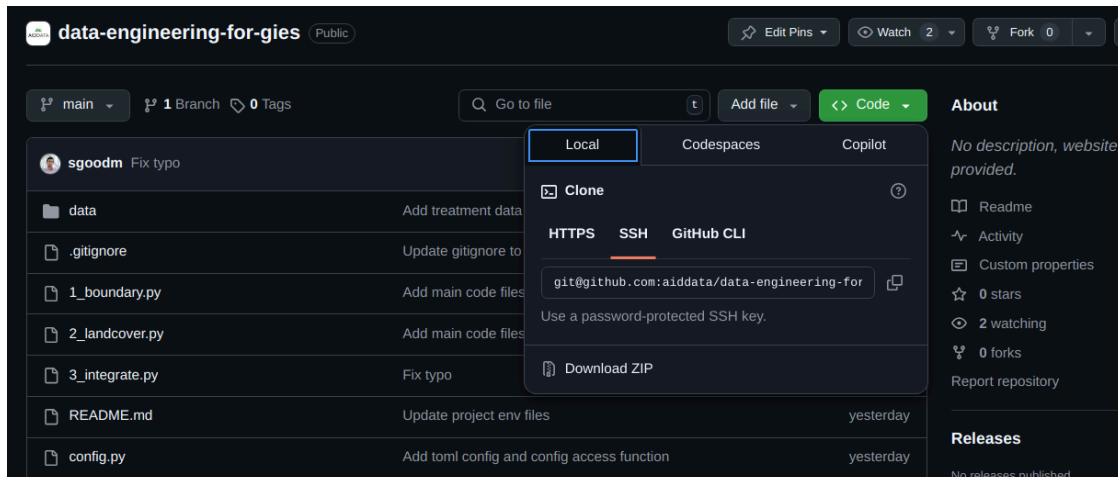 AIDDATA data-engineering-for-gies Public
Edit Pins Watch 2 Fork 0
main 1 Branch 0 Tags
Go to file t Add file Code
About
No description, website
provided.
Readme
Activity
Custom properties
0 stars
2 watching
0 forks
Report repository
Releases
No releases published
Local Codespaces Copilot
Clone
HTTPS SSH GitHub CLI
git@github.com:aiddata/data-engineering-for
Use a password-protected SSH key.
Download ZIP
sgoodm Fix typo
data Add treatment data
.gitignore Update gitignore to
1_boundary.py Add main code files
2_landcover.py Add main code files
3_integrate.py Fix typo
README.md Update project env files yesterday
config.py Add toml config and config access function yesterday